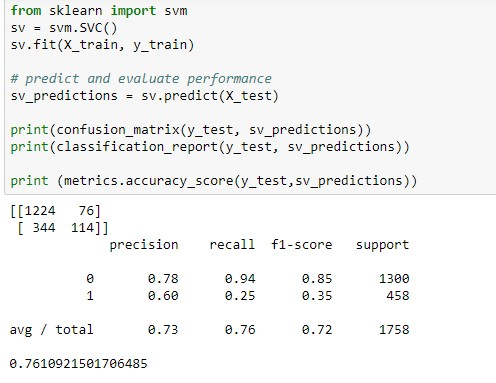 from sklearn import svm
sv = svm.SVC()
sv.fit(X_train, y_train)
# predict and evaluate performance
sv_predictions = sv.predict(X_test)
print(confusion_matrix(y_test, sv_predictions))
print(classification_report(y_test, sv_predictions))
print (metrics.accuracy_score(y_test,sv_predictions))
[[1224   76]
 [ 344  114]]
             precision    recall  f1-score   support
          0       0.78      0.94      0.85      1300
          1       0.60      0.25      0.35       458
avg / total       0.73      0.76      0.72      1758
0.7610921501706485